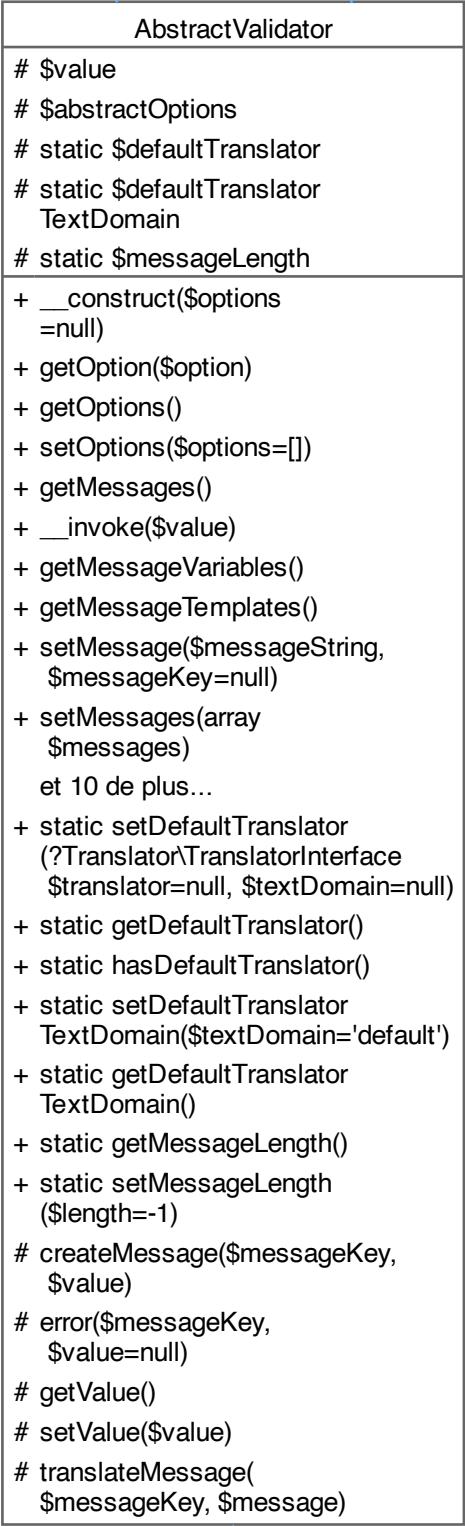 AbstractValidator
# $value
# $abstractOptions
# static $defaultTranslator
# static $defaultTranslator
TextDomain
# static $messageLength
+ __construct($options
=null)
+ getOption($option)
+ getOptions()
+ setOptions($options=[])
+ getMessages()
+ __invoke($value)
+ getMessageVariables()
+ getMessageTemplates()
+ setMessage($messageString,
$messageKey=null)
+ setMessages(array
$messages)
et 10 de plus...
+ static setDefaultTranslator
(?Translator\TranslatorInterface
$translator=null, $textDomain=null)
+ static getDefaultTranslator()
+ static hasDefaultTranslator()
+ static setDefaultTranslator
TextDomain($textDomain='default')
+ static getDefaultTranslator
TextDomain()
+ static getMessageLength()
+ static setMessageLength
($length=-1)
# createMessage($messageKey,
$value)
# error($messageKey,
$value=null)
# getValue()
# setValue($value)
# translateMessage(
$messageKey, $message)